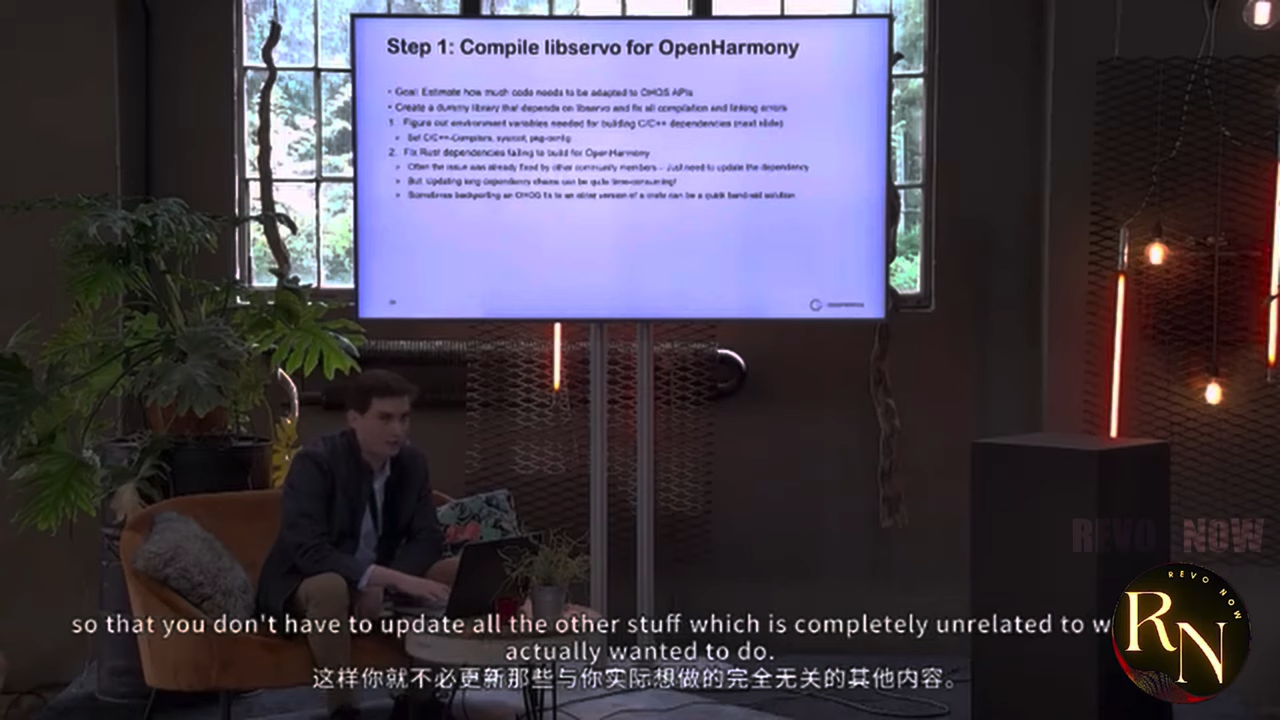 Step 1: Compile libservo for OpenHarmony
• Goal: Estimate how much code needs to be adapted to OHOS APIs
• Create a dummy library that depends on libservo and fix all compilation and linking errors
1. Figure out environment variables needed for building C/C++ dependencies (next slide)
Set C/C++-Compilers, sysroot, pkg-config
2. Fix Rust dependencies failing to build for OpenHarmony
Often the issue was already fixed by other community members – Just need to update the dependency
But: Updating long dependency chains can be quite time-consuming!
Sometimes backporting an OHOS fix to an older version of a crate can be a quick band-aid solution
REVO NOW
REVO NOW
RN
so that you don't have to update all the other stuff which is completely unrelated to w
actually wanted to do.
这样你就不必更新那些与你实际想做的完全无关的其他内容。